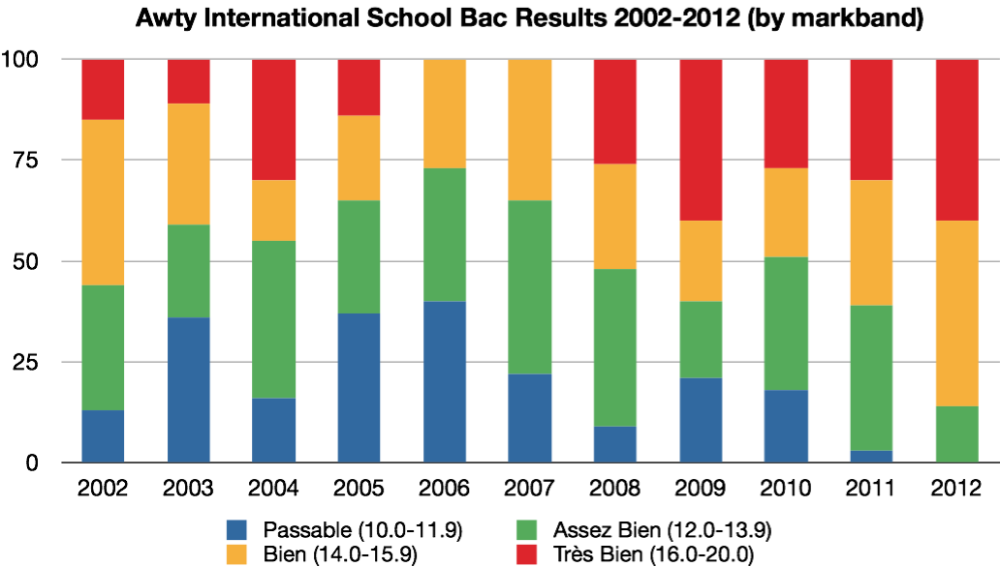 Awty International School Bac Results 2002-2012 (by markband)
100
75
50
25
0
2002 2003 2004 2005 2006 2007 2008 2009 2010 2011 2012
Passable (10.0-11.9) Assez Bien (12.0-13.9)
Bien (14.0-15.9) Très Bien (16.0-20.0)